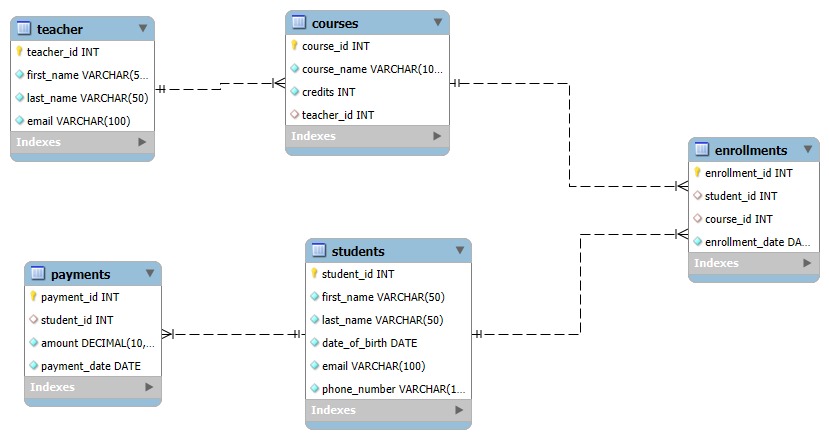 teacher
teacher_id INT
first_name VARCHAR(5...
last_name VARCHAR(50)
email VARCHAR(100)
Indexes
courses
course_id INT
course_name VARCHAR(10...
credits INT
teacher_id INT
Indexes
enrollments
enrollment_id INT
student_id INT
course_id INT
enrollment_date DA...
Indexes
payments
payment_id INT
student_id INT
amount DECIMAL(10,...
payment_date DATE
Indexes
students
student_id INT
first_name VARCHAR(50)
last_name VARCHAR(50)
date_of_birth DATE
email VARCHAR(100)
phone_number VARCHAR(1...
Indexes